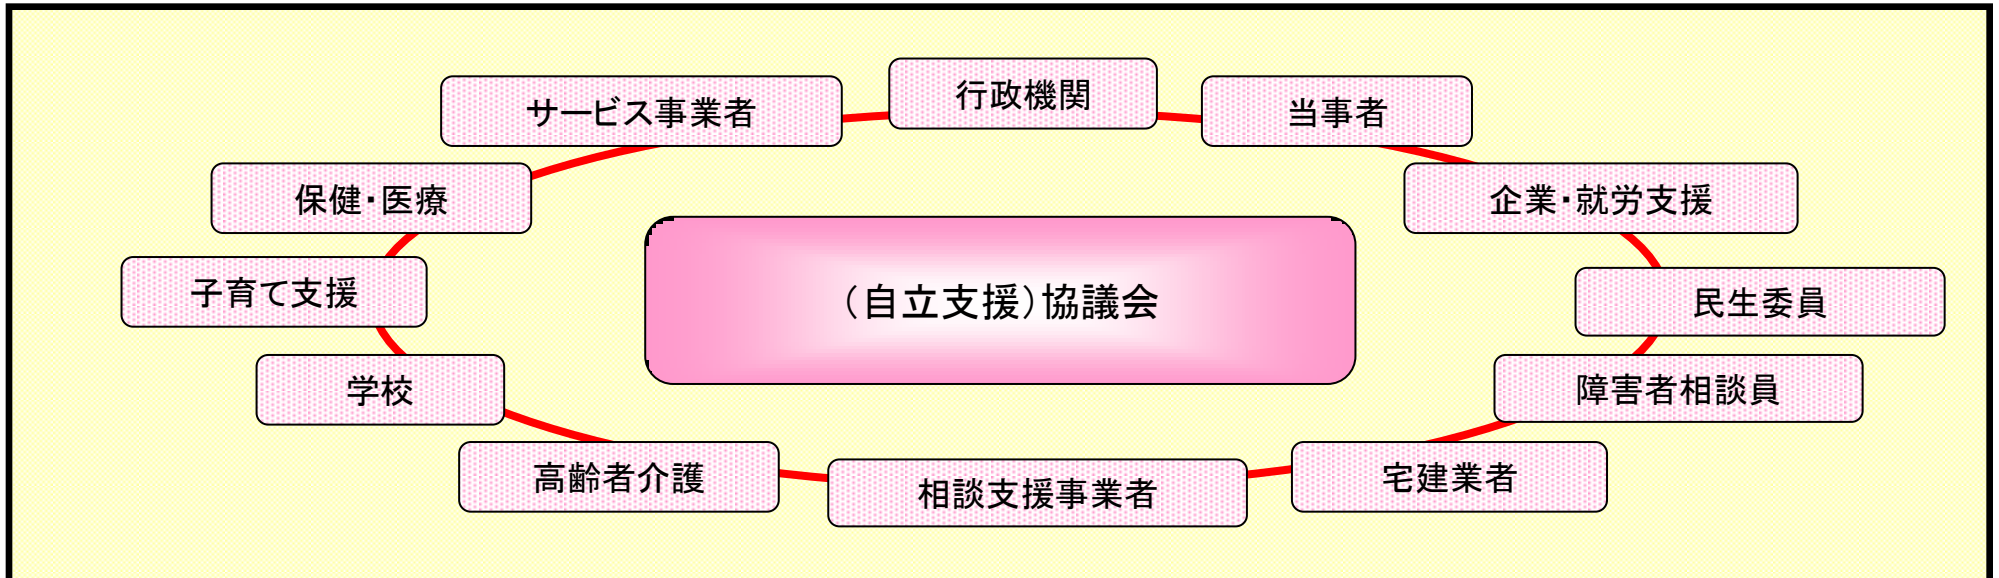 行政機関
サービス事業者
当事者
保健・医療
企業・就労支援
子育て支援
（自立支援）協議会
民生委員
学校
障害者相談員
高齢者介護
相談支援事業者
宅建業者